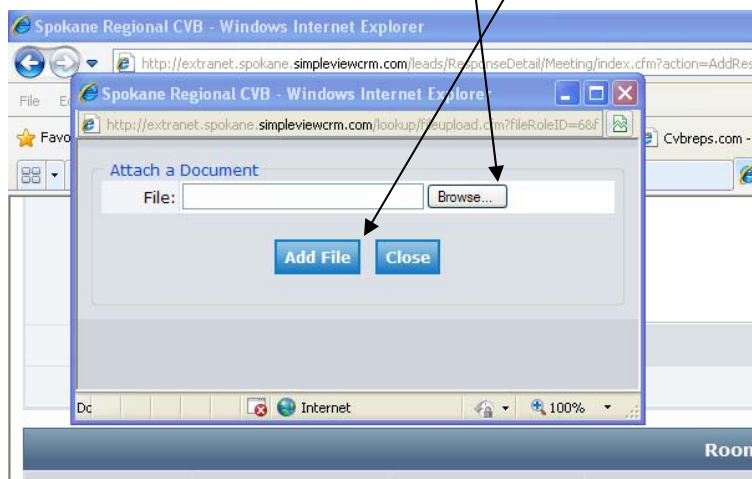 Spokane Regional CVB - Windows Internet Explorer
http://extranet.spokane.simpleviewcrm.com/leads/ResponseDetail/Meeting/index.cfm?action=AddRes
File
Spokane Regional CVB - Windows Internet Explorer
http://extranet.spokane.simpleviewcrm.com/lookup/fileupload.cfm?fileRoleID=6&f
Favo
Cvbreps.com -
Attach a Document
File:
Browse...
Add File Close
Internet
100%
Room